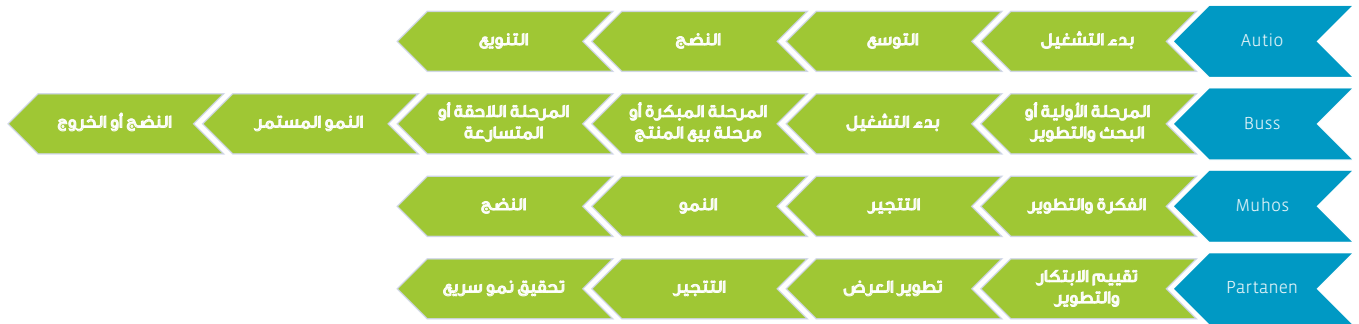 Autio
بدء التشغيل
التوسع
النضج
التنويع
Buss
المرحلة الأولية أو
البحث والتطوير
بدء التشغيل
المرحلة المبكرة أو
مرحلة بيع المنتج
المرحلة اللاحقة أو
المتسارعة
النمو المستمر
النضج أو الخروج
Muhos
الفكرة والتطوير
التتجير
النمو
النضج
Partanen
تقييم الابتكار
والتطوير
تطوير العرض
التتجير
تحقيق نمو سريع